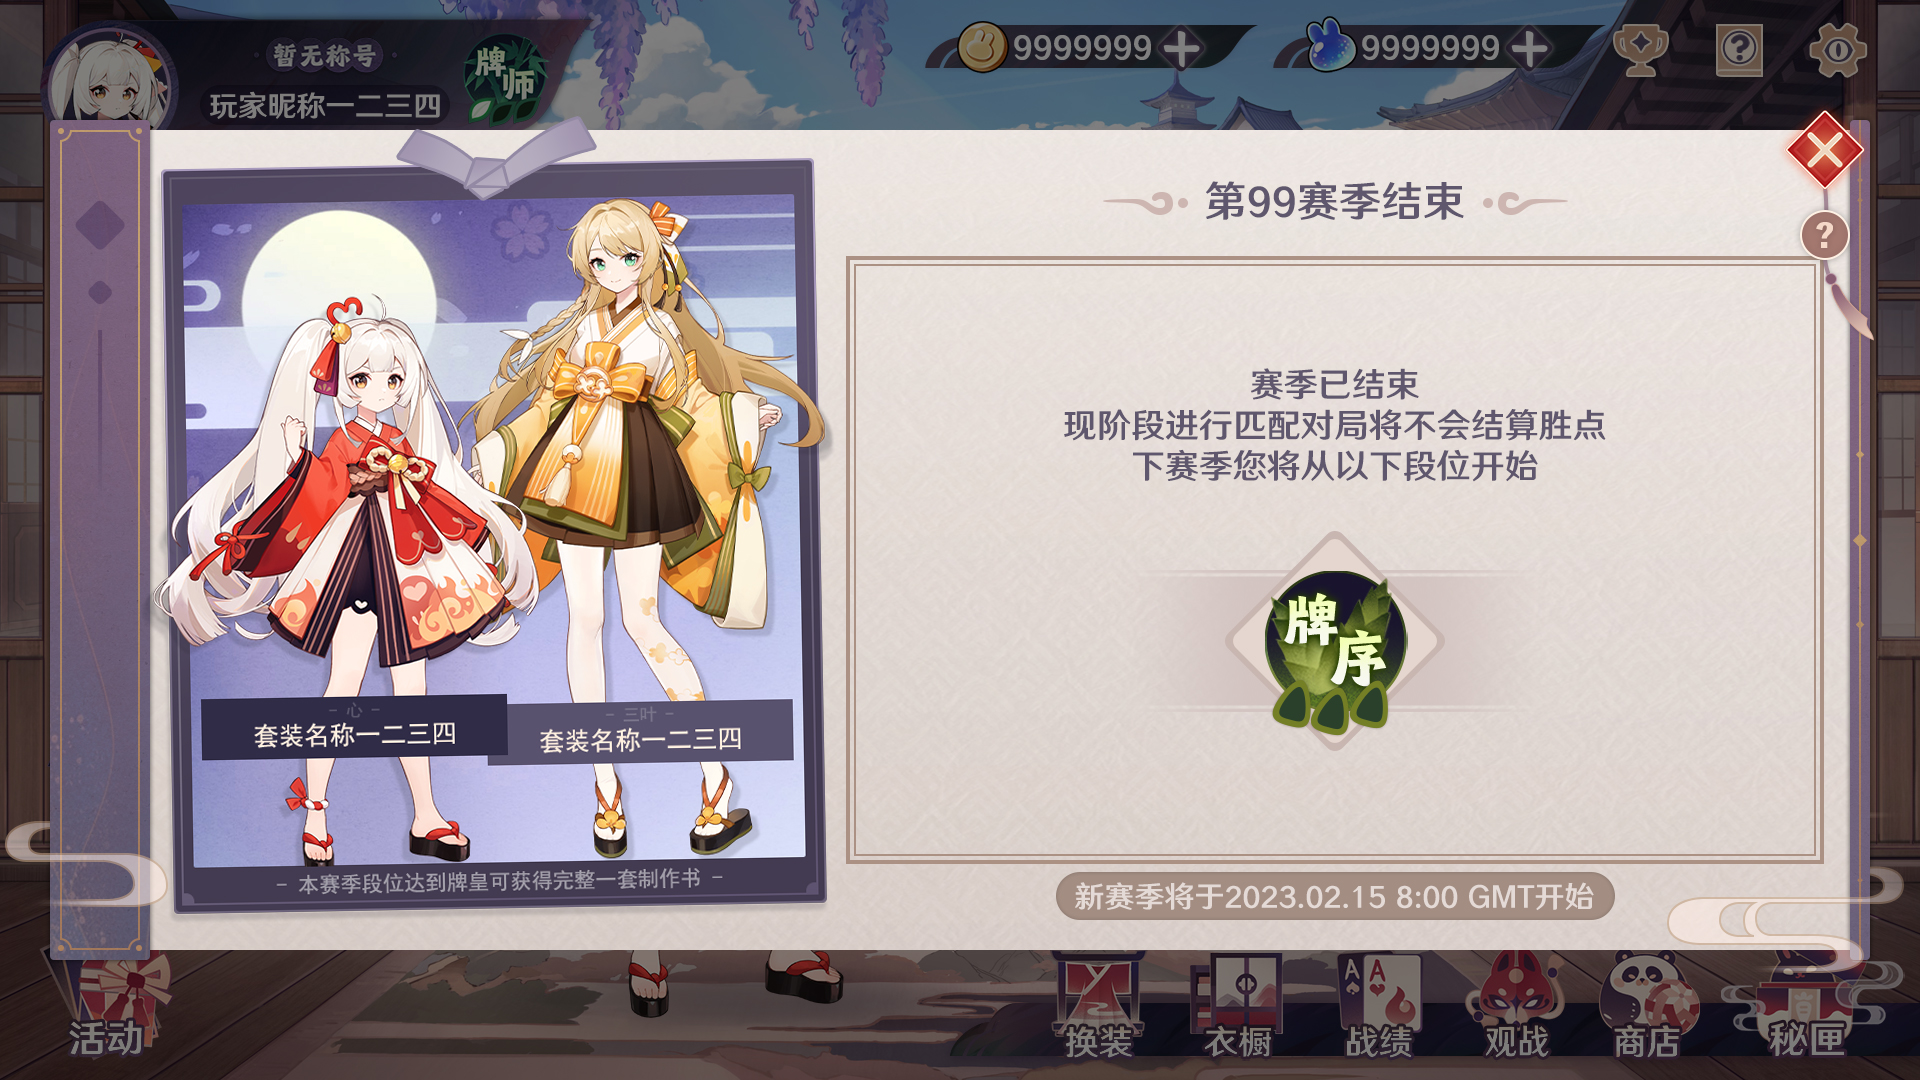 暂无称号
玩家昵称一二三四
牌师
9999999
9999999
第99赛季结束
?
赛季已结束
现阶段进行匹配对局将不会结算胜点
下赛季您将从以下段位开始
牌序
- 心 -
套装名称一二三四
- 三叶 -
套装名称一二三四
- 本赛季段位达到牌皇可获得完整一套制作书 -
新赛季将于2023.02.15 8:00 GMT开始
活动
换装
衣橱
A A
战绩
观战
商店
秘匣